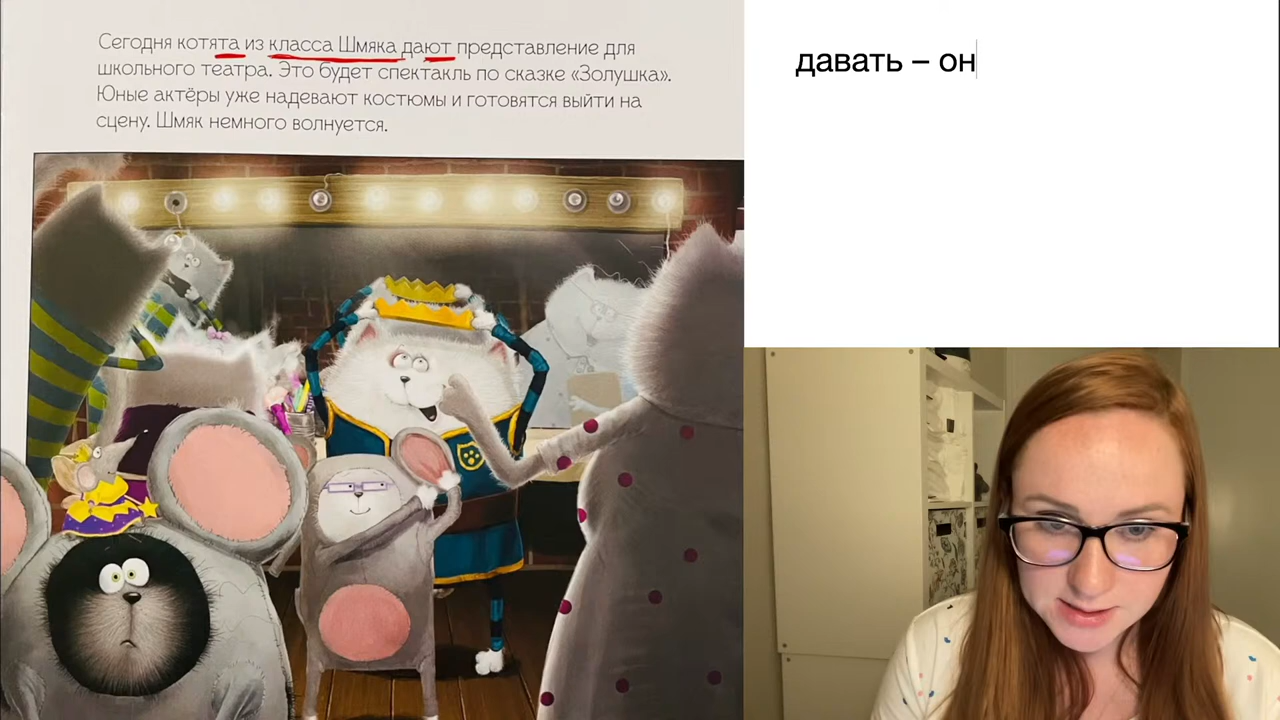 Сегодня котята из класса Шмяка дают представление для
школьного театра. Это будет спектакль по сказке «Золушка».
Юные актёры уже надевают костюмы и готовятся выйти на
сцену. Шмяк немного волнуется.
давать – он